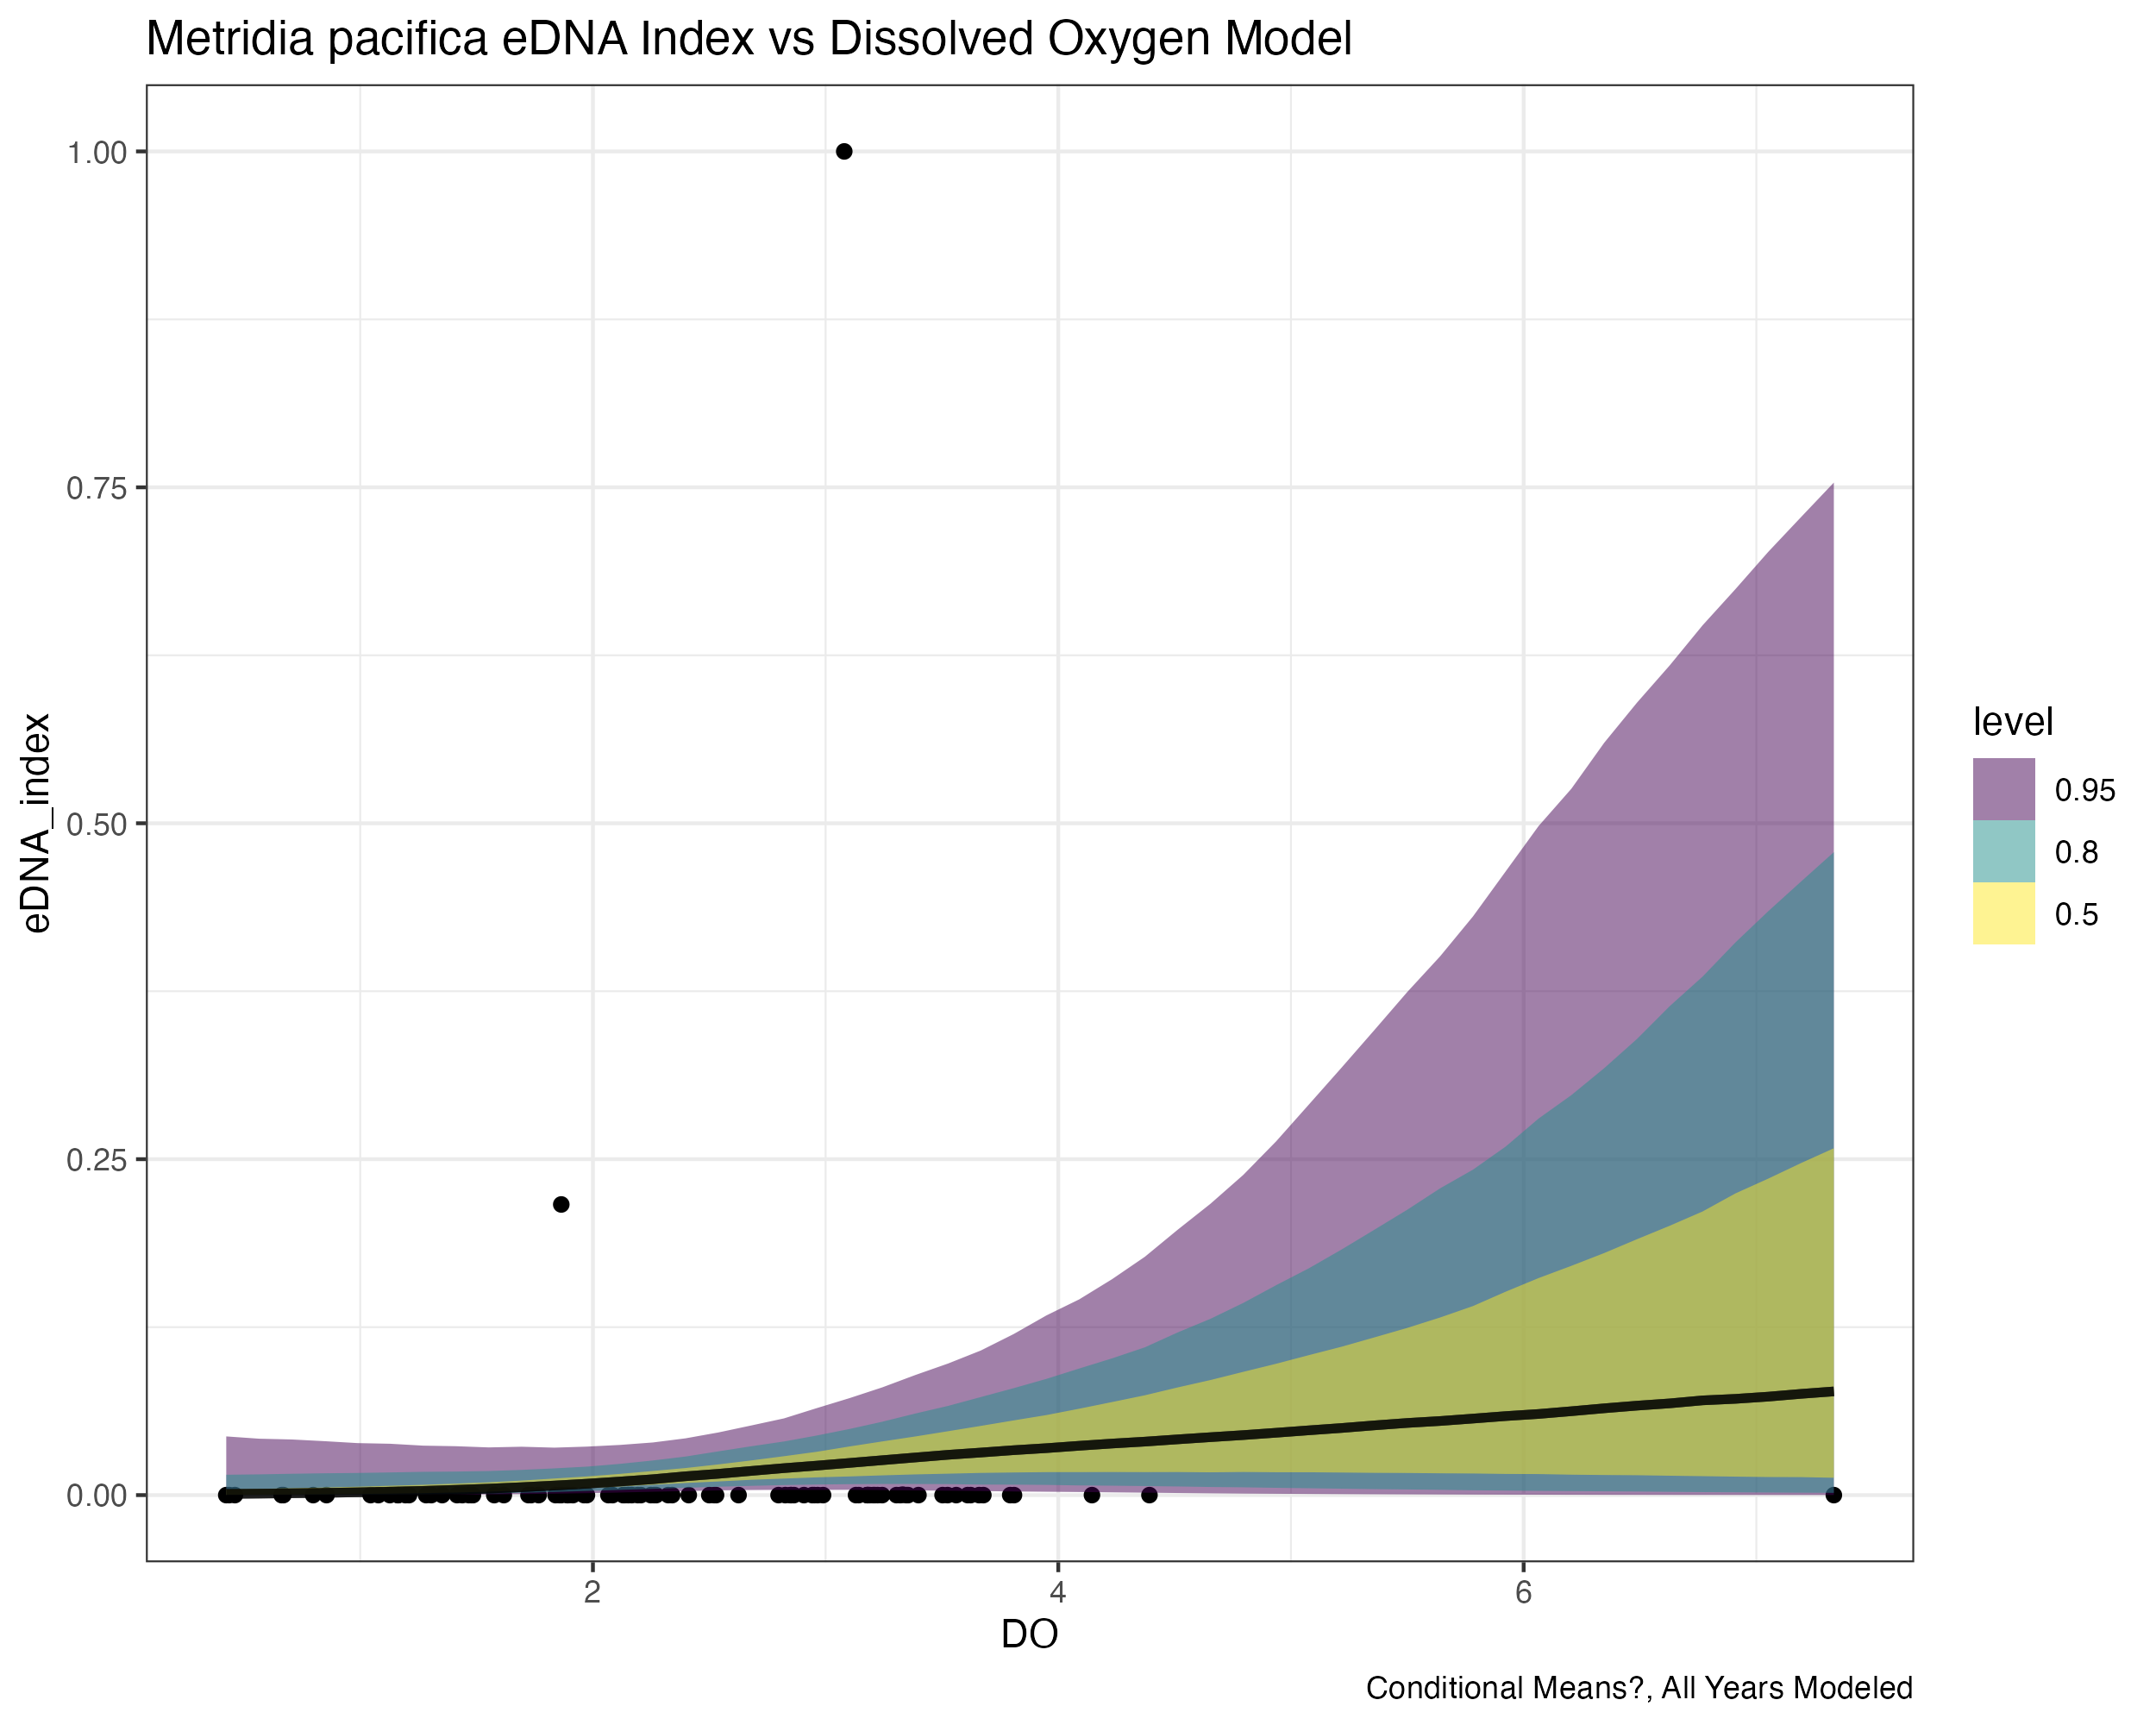 Metridia pacifica eDNA Index vs Dissolved Oxygen Model
1.00
0.75
0.50
0.25
0.00
eDNA_index
2 4 6
DO
level
0.95
0.8
0.5
Conditional Means?, All Years Modeled